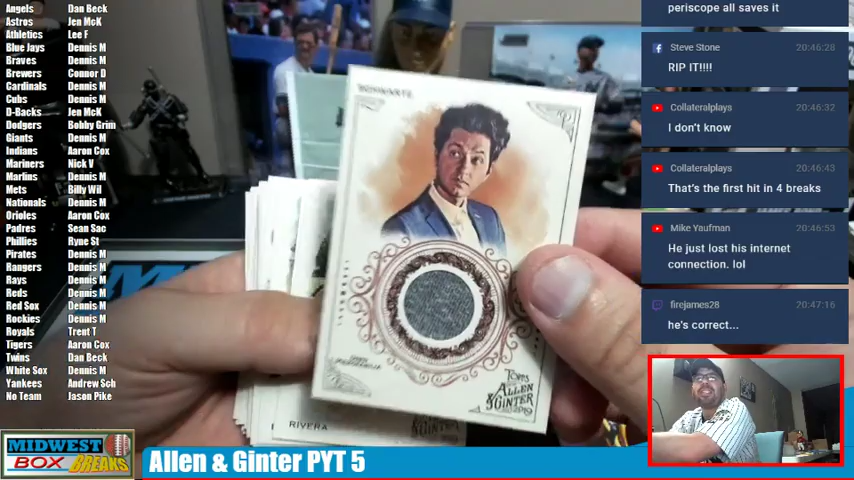 Angels Dan Beck
Astros Jen McK
Athletics Lee F
Blue Jays Dennis M
Braves Dennis M
Brewers Connor D
Cardinals Dennis M
Cubs Dennis M
D-Backs Jen McK
Dodgers Bobby Grim
Giants Dennis M
Indians Aaron Cox
Mariners Nick V
Marlins Dennis M
Mets Billy Wil
Nationals Dennis M
Orioles Aaron Cox
Padres Sean Sac
Phillies Ryne St
Pirates Dennis M
Rangers Dennis M
Rays Dennis M
Reds Dennis M
Red Sox Dennis M
Rockies Dennis M
Royals Trent T
Tigers Aaron Cox
Twins Dan Beck
White Sox Dennis M
Yankees Andrew Sch
No Team Jason Pike
SCHWARTZ
TOPPS
ALLEN
& GINTER
RIVERA
periscope all saves it
Steve Stone 20:46:28
RIP IT!!!!
Collateralplays 20:46:32
I don't know
Collateralplays 20:46:43
That's the first hit in 4 breaks
Mike Yaufman 20:46:53
He just lost his internet
connection. lol
firejames28 20:47:16
he's correct...
MIDWEST
BOX BREAKS
Allen & Ginter PYT 5